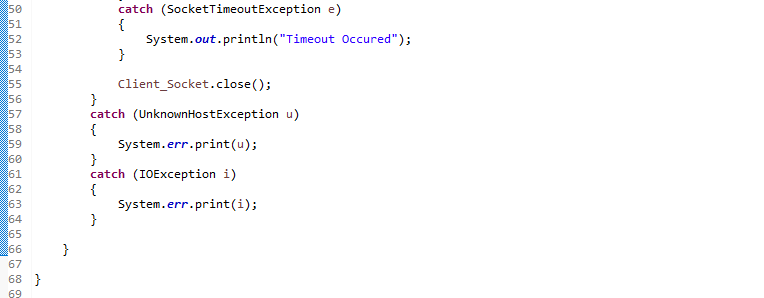 50 catch (SocketTimeoutException e)
51 {
52 System.out.println("Timeout Occured");
53 }
54
55 Client_Socket.close();
56 }
57 catch (UnknownHostException u)
58 {
59 System.err.print(u);
60 }
61 catch (IOException i)
62 {
63 System.err.print(i);
64 }
65
66 }
67
68 }
69